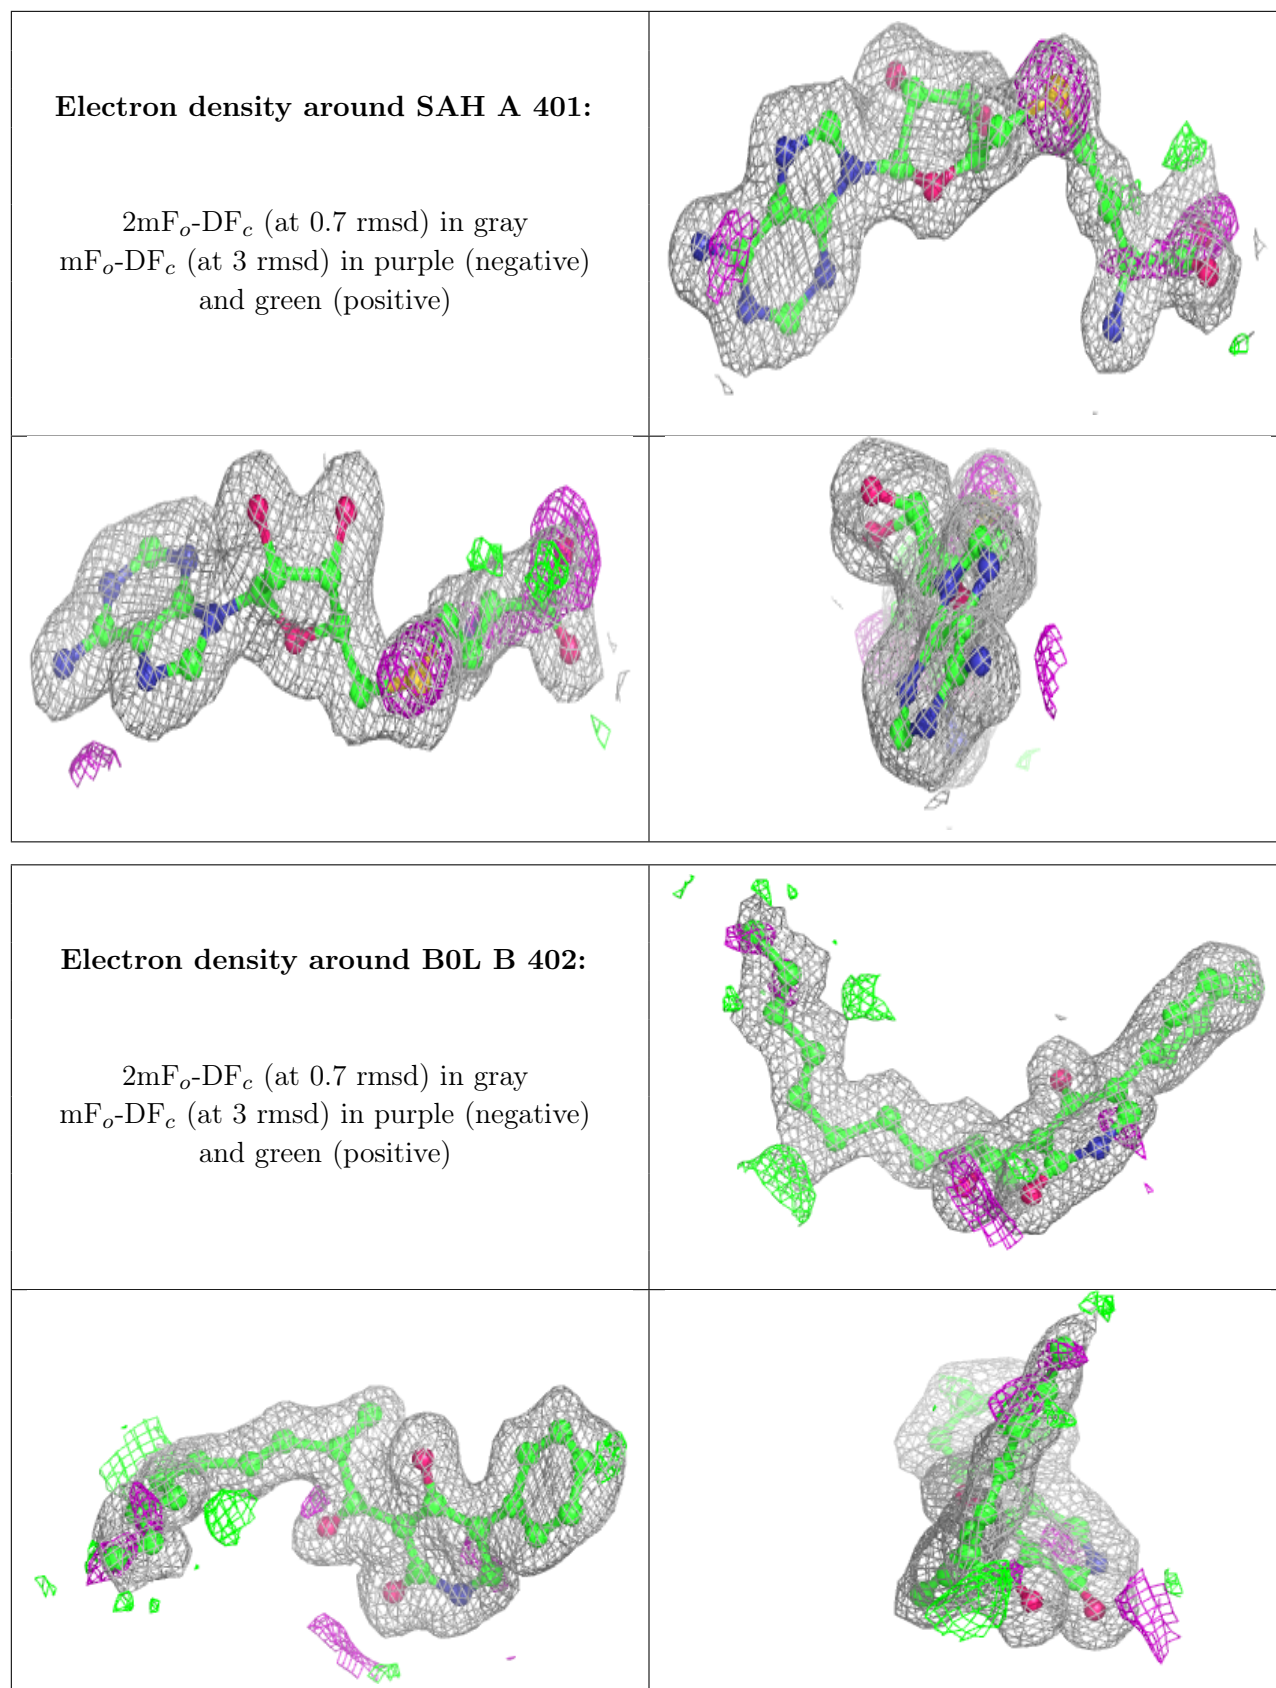 Electron density around SAH A 401:
2mFo-DFc (at 0.7 rmsd) in gray
mFo-DFc (at 3 rmsd) in purple (negative)
and green (positive)
Electron density around B0L B 402:
2mFo-DFc (at 0.7 rmsd) in gray
mFo-DFc (at 3 rmsd) in purple (negative)
and green (positive)